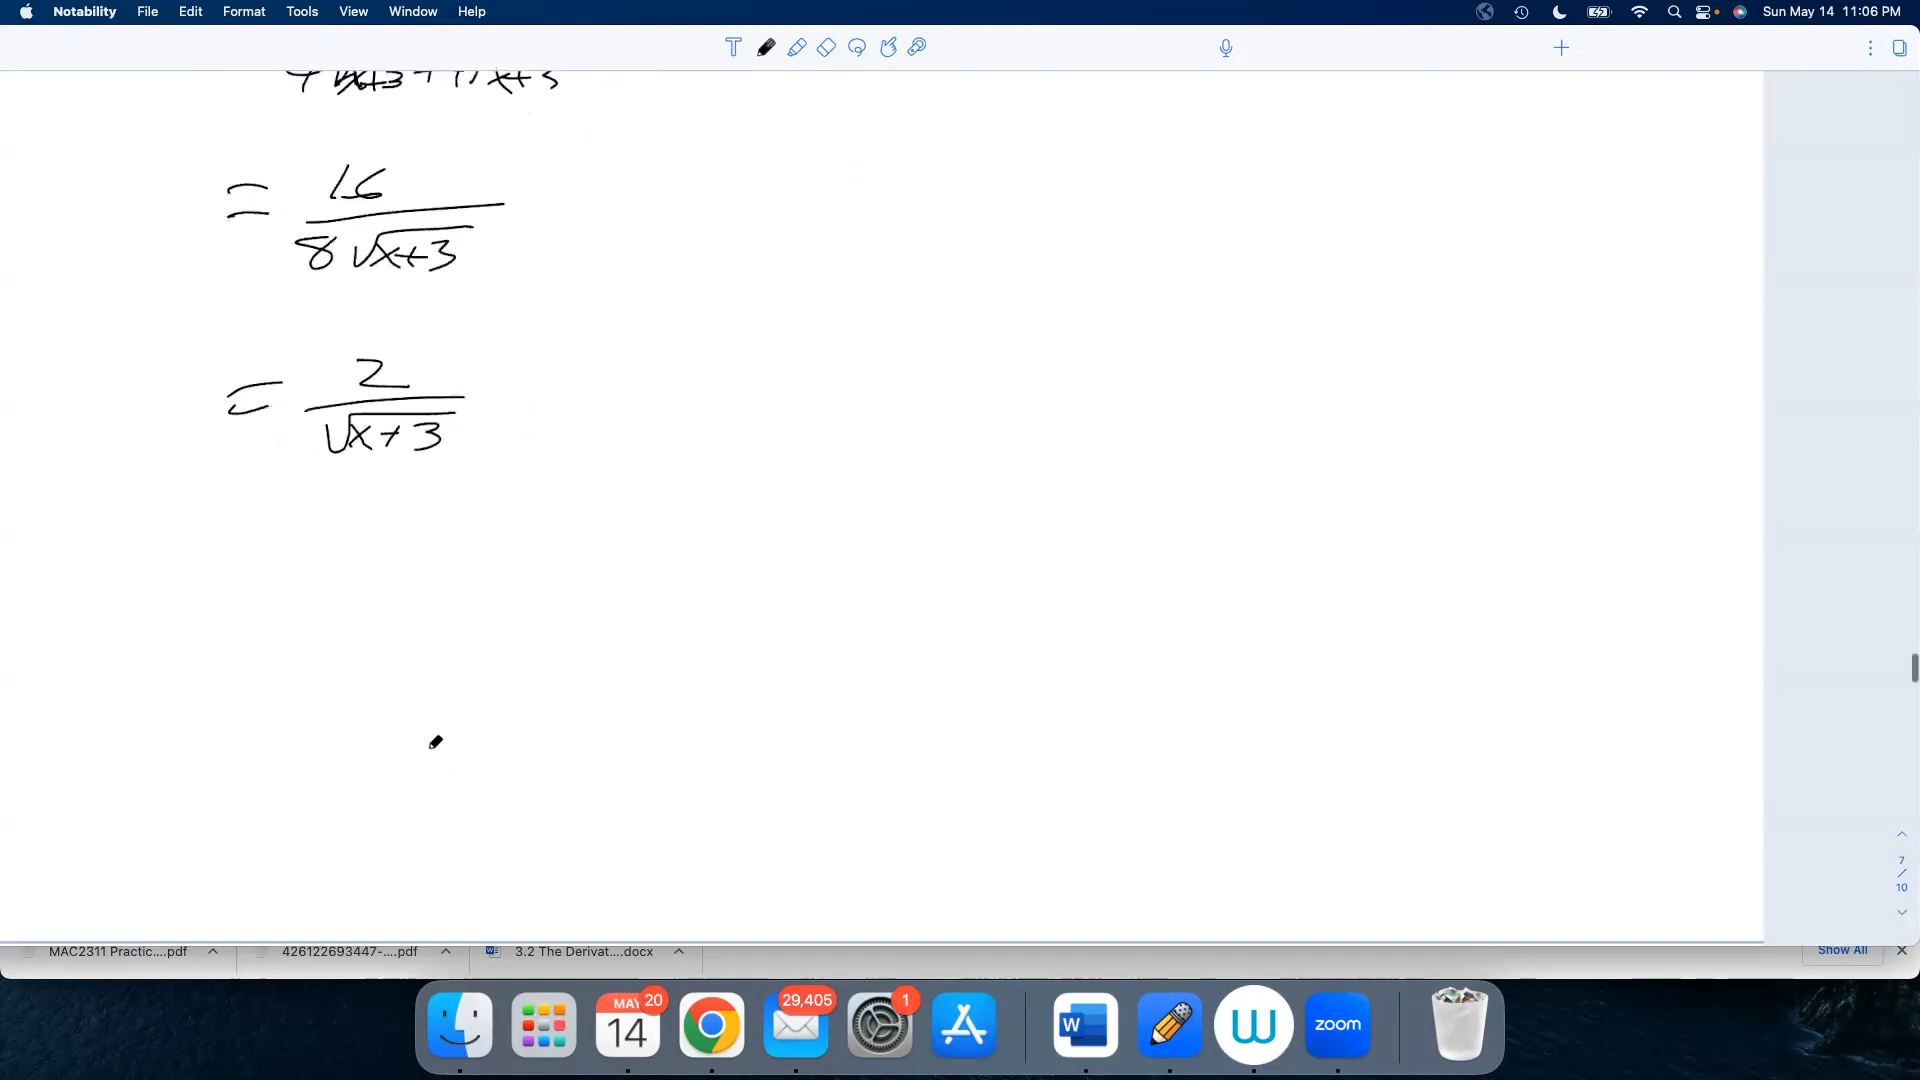 Notability File Edit Format Tools View Window Help Sun May 14 11:06 PM
T
= 16
8 √x+3
= 2
√x+3
7
/
10
MAC2311 Practic....pdf 426122693447-....pdf 3.2 The Derivat....docx Show All
MAY 20 29,405 1
14 W W zoom